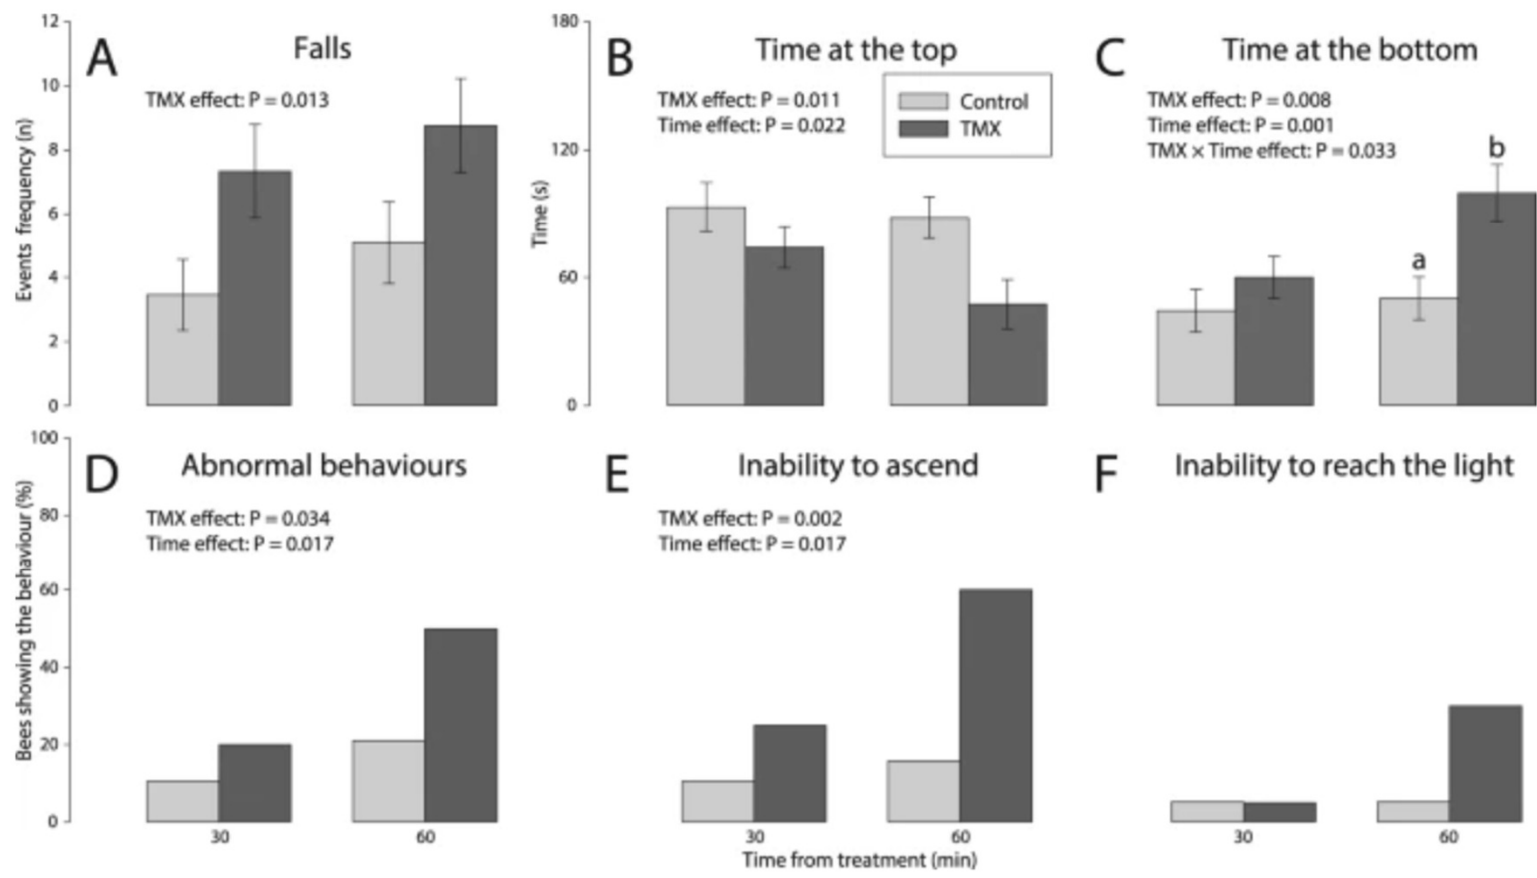 A
Falls
TMX effect: P = 0.013
Events frequency (n)
12
10
8
6
4
2
0
B
Time at the top
TMX effect: P = 0.011
Time effect: P = 0.022
Control
TMX
Time (s)
180
120
60
0
C
Time at the bottom
TMX effect: P = 0.008
Time effect: P = 0.001
TMX × Time effect: P = 0.033
a
b
D
Abnormal behaviours
TMX effect: P = 0.034
Time effect: P = 0.017
Bees showing the behaviour (%)
100
80
60
40
20
0
30
60
E
Inability to ascend
TMX effect: P = 0.002
Time effect: P = 0.017
30
60
Time from treatment (min)
F
Inability to reach the light
30
60